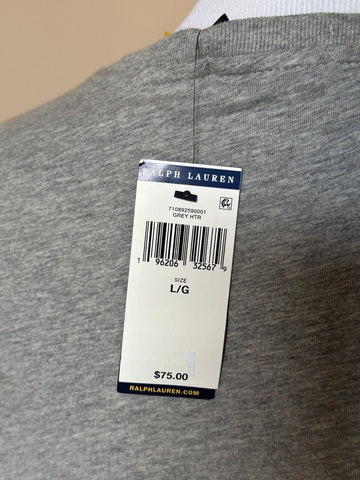 RALPH LAUREN
710892590001
GREY HTR
1 96206 32567 9
SIZE
L/G
$75.00
RALPHLAUREN.COM